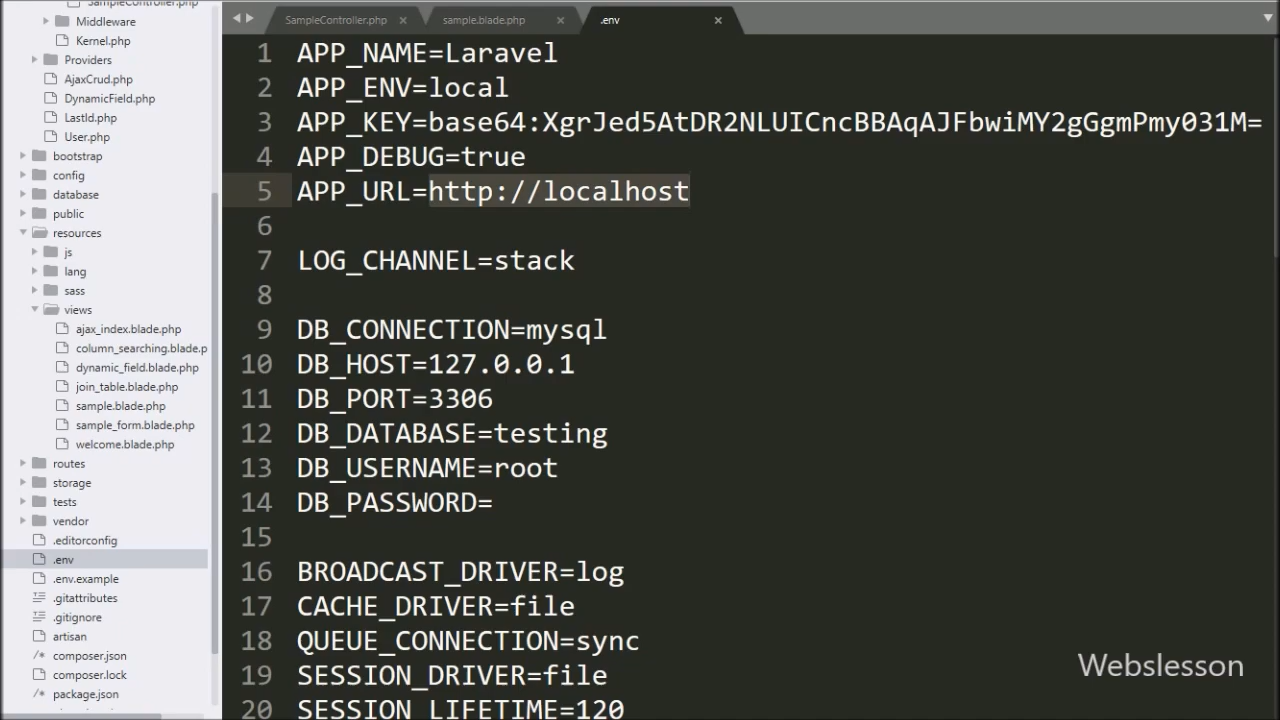 SampleController.php
Middleware
Kernel.php
Providers
AjaxCrud.php
DynamicField.php
LastId.php
User.php
bootstrap
config
database
public
resources
js
lang
sass
views
ajax_index.blade.php
column_searching.blade.p
dynamic_field.blade.php
join_table.blade.php
sample.blade.php
sample_form.blade.php
welcome.blade.php
routes
storage
tests
vendor
.editorconfig
.env
.env.example
.gitattributes
.gitignore
artisan
composer.json
composer.lock
package.json
SampleController.php
sample.blade.php
.env
1 APP_NAME=Laravel
2 APP_ENV=local
3 APP_KEY=base64:XgrJed5AtDR2NLUICncBBAqAJFbwiMY2gGgmPmy031M=
4 APP_DEBUG=true
5 APP_URL=http://localhost
6
7 LOG_CHANNEL=stack
8
9 DB_CONNECTION=mysql
10 DB_HOST=127.0.0.1
11 DB_PORT=3306
12 DB_DATABASE=testing
13 DB_USERNAME=root
14 DB_PASSWORD=
15
16 BROADCAST_DRIVER=log
17 CACHE_DRIVER=file
18 QUEUE_CONNECTION=sync
19 SESSION_DRIVER=file
20 SESSION_LIFETIME=120
Webslesson